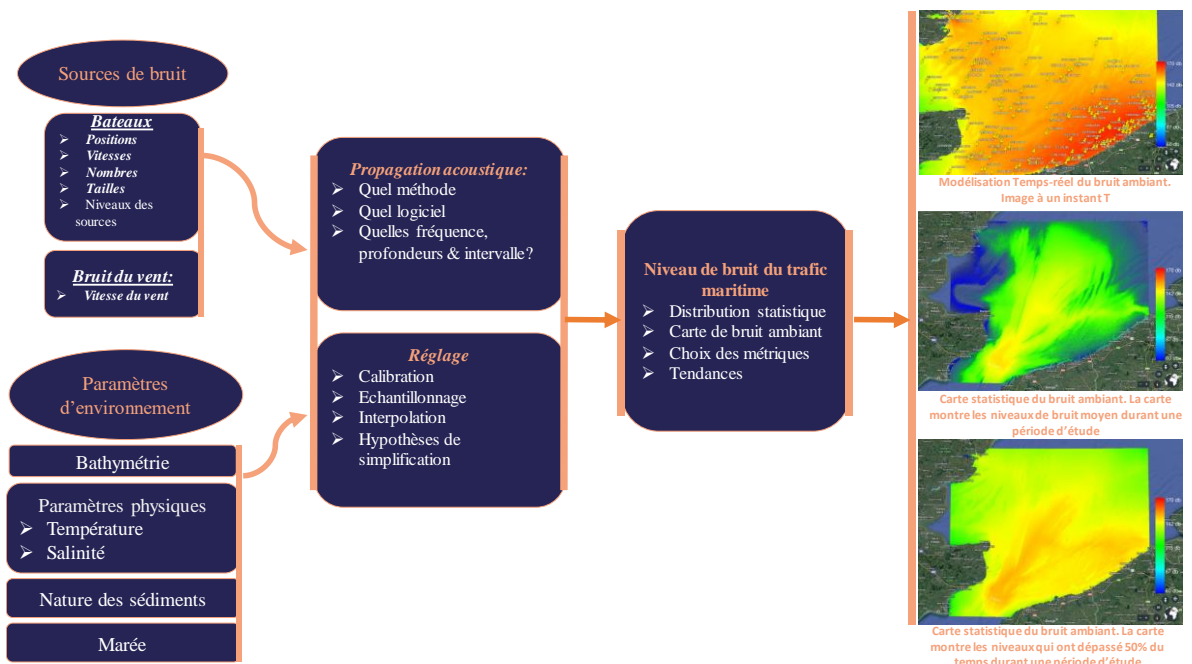 Sources de bruit
Bateaux
➢ Positions
➢ Vitesses
➢ Nombres
➢ Tailles
➢ Niveaux des
sources
Bruit du vent:
➢ Vitesse du vent
Paramètres
d'environnement
Bathymétrie
Paramètres physiques
➢ Température
➢ Salinité
Nature des sédiments
Marée
Propagation acoustique:
➢ Quel méthode
➢ Quel logiciel
➢ Quelles fréquence,
profondeurs & intervalle?
Réglage
➢ Calibration
➢ Echantillonnage
➢ Interpolation
➢ Hypothèses de
simplification
Niveau de bruit du trafic
maritime
➢ Distribution statistique
➢ Carte de bruit ambiant
➢ Choix des métriques
➢ Tendances
Modélisation Temps-réel du bruit ambiant.
Image à un instant T
Carte statistique du bruit ambiant. La carte
montre les niveaux de bruit moyen durant une
période d'étude
Carte statistique du bruit ambiant. La carte
montre les niveaux qui ont dépassé 50% du
temps durant une période d'étude